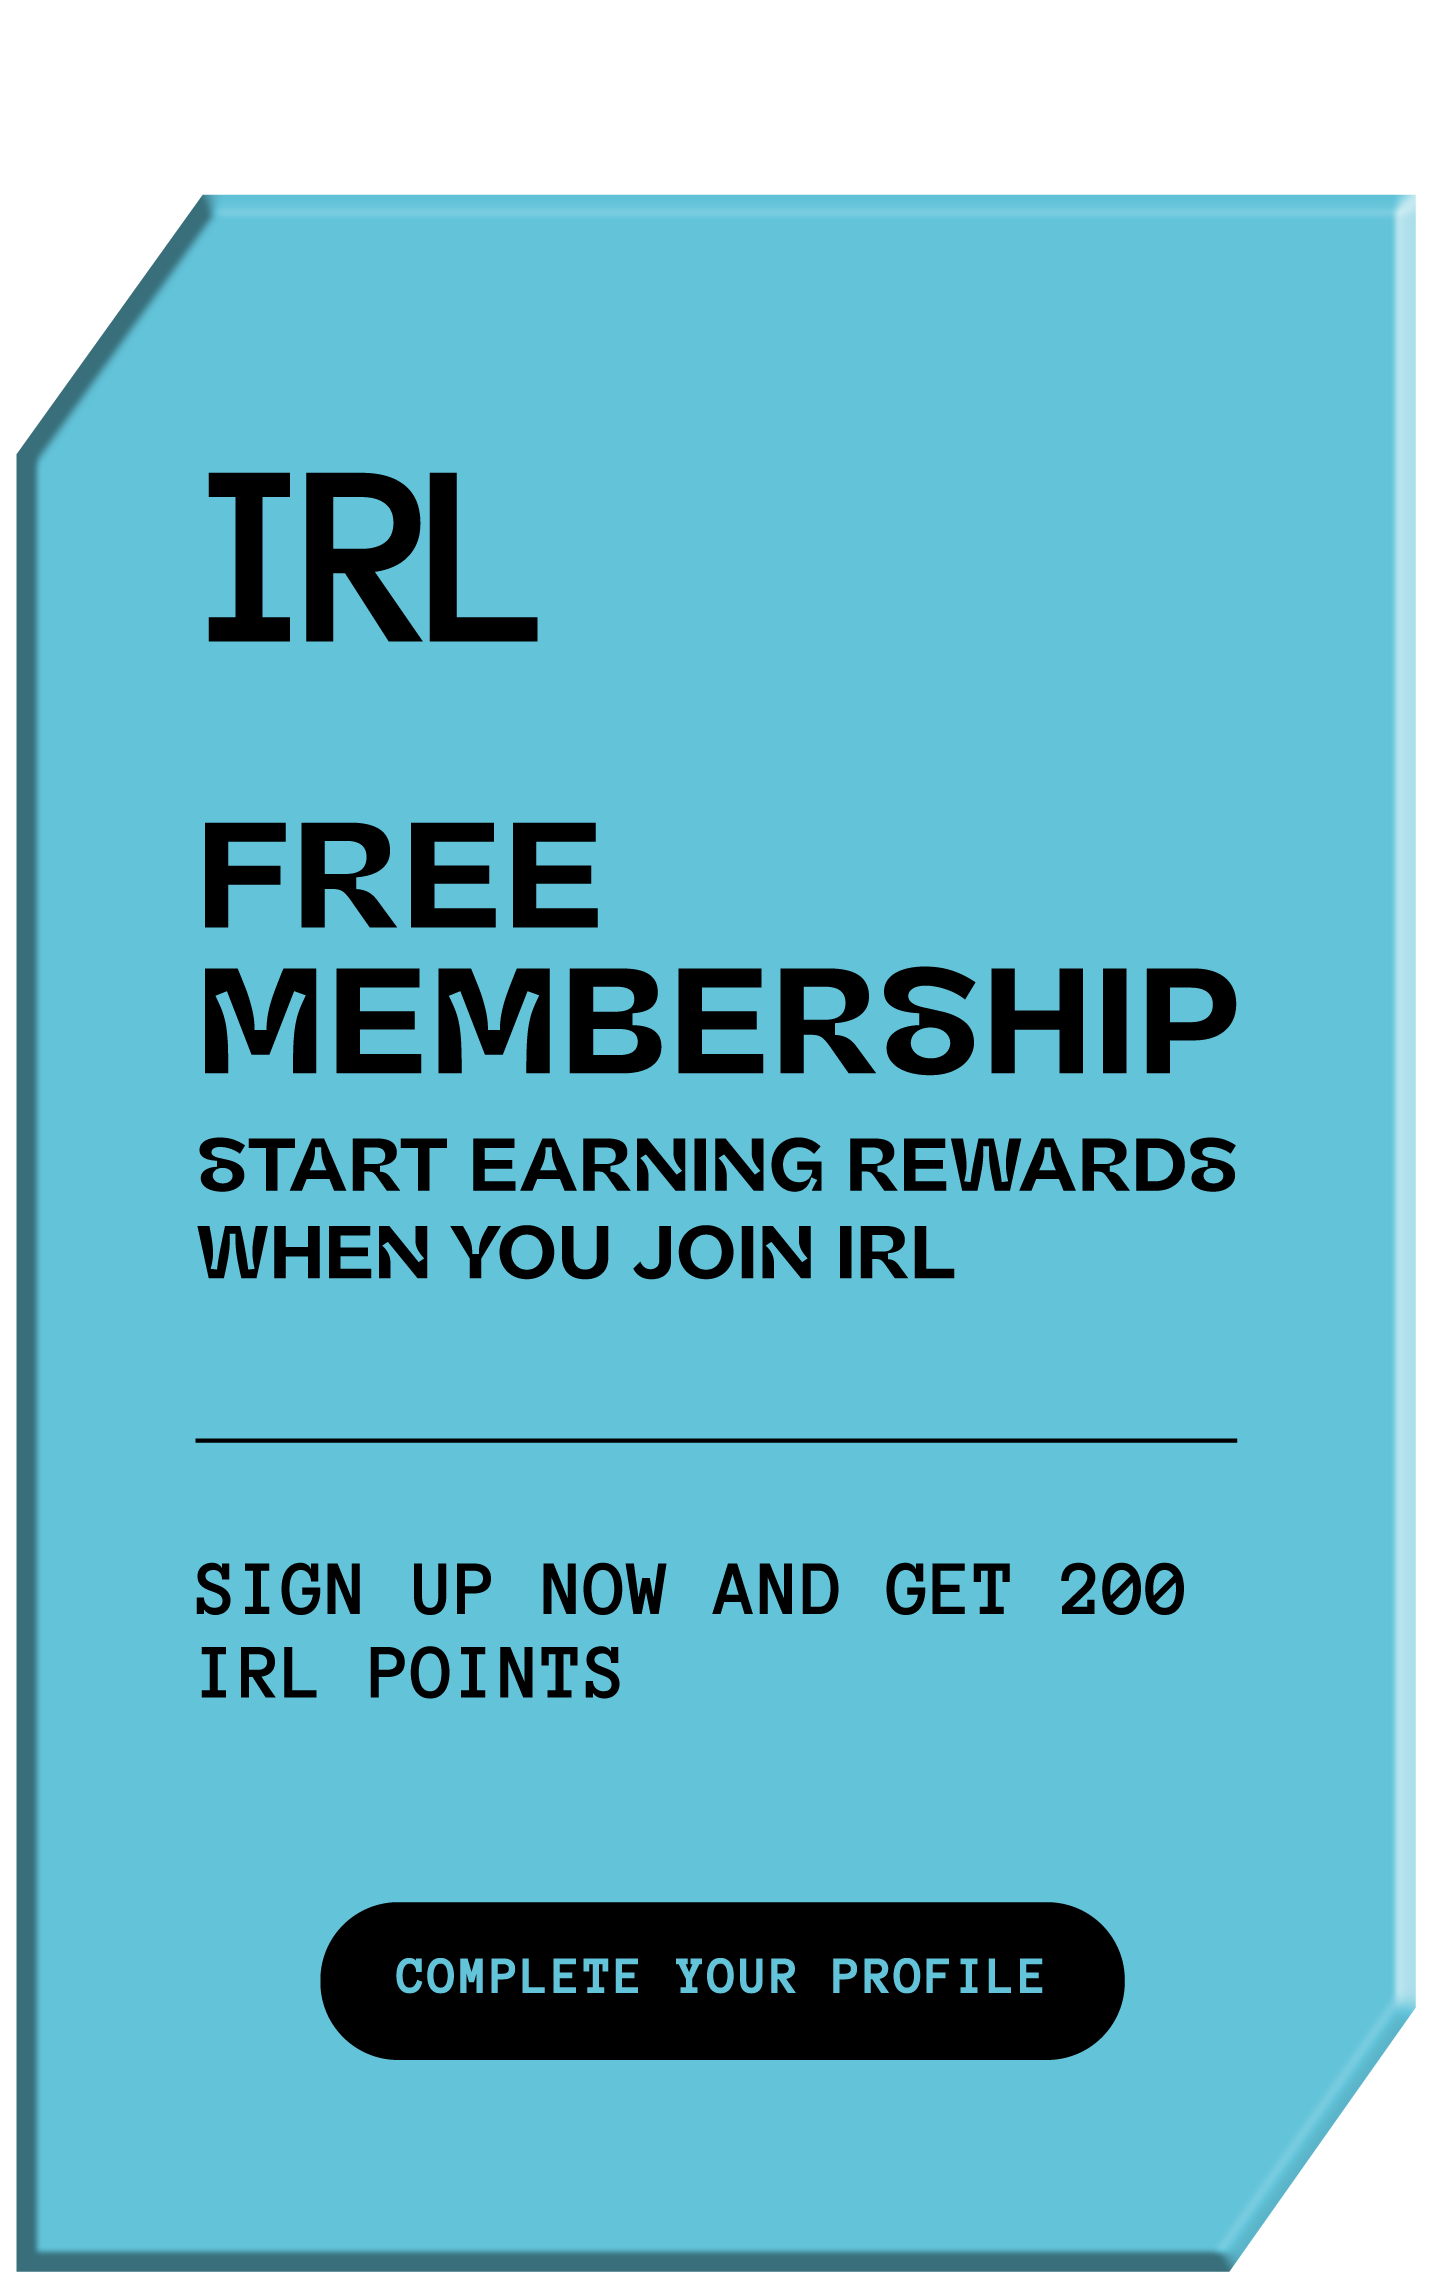 IRL
FREE
MEMBERSHIP
START EARNING REWARDS
WHEN YOU JOIN IRL
SIGN UP NOW AND GET 200
IRL POINTS
COMPLETE YOUR PROFILE